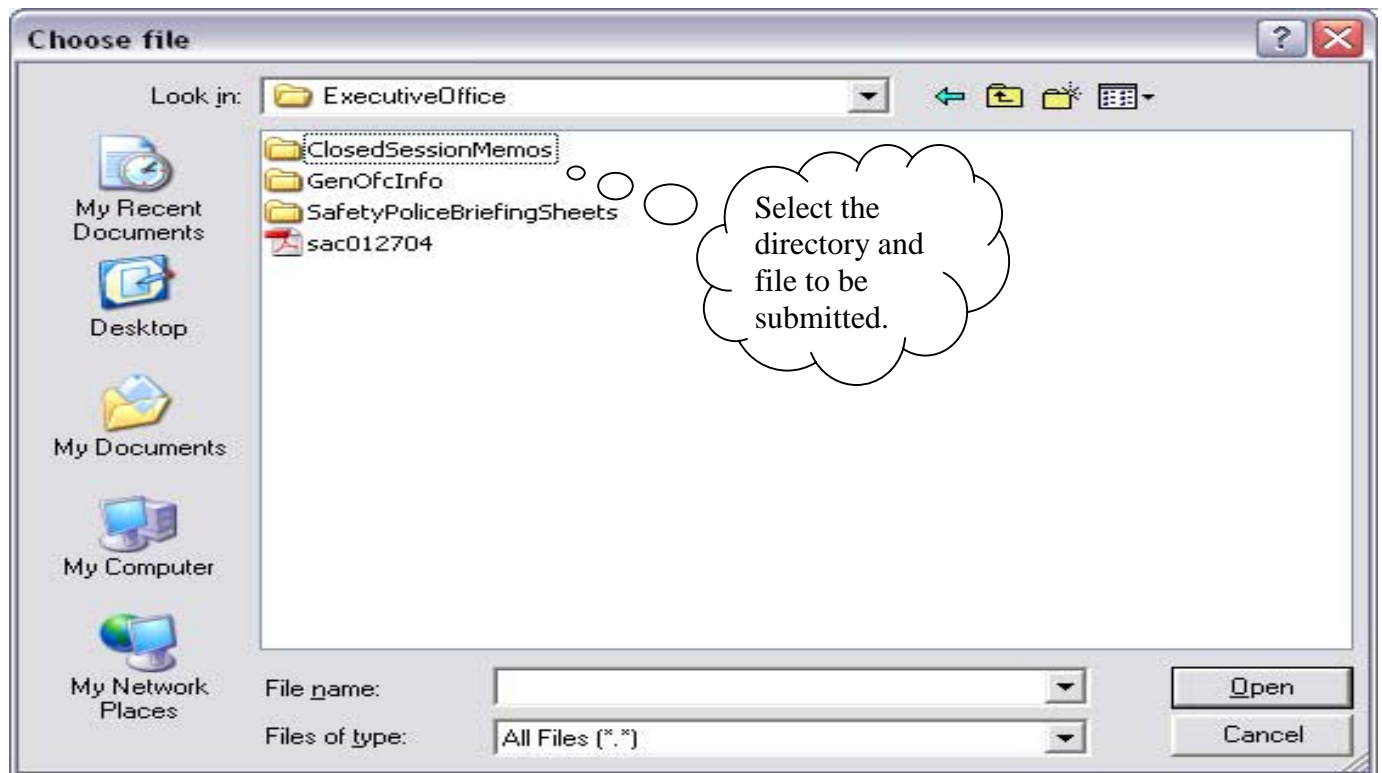 Choose file
Look in:
ExecutiveOffice
My Recent
Documents
Desktop
My Documents
My Computer
My Network
Places
ClosedSessionMemos
GenOfcInfo
SafetyPoliceBriefingSheets
sac012704
Select the
directory and
file to be
submitted.
File name:
Open
Files of type:
All Files (*.*)
Cancel